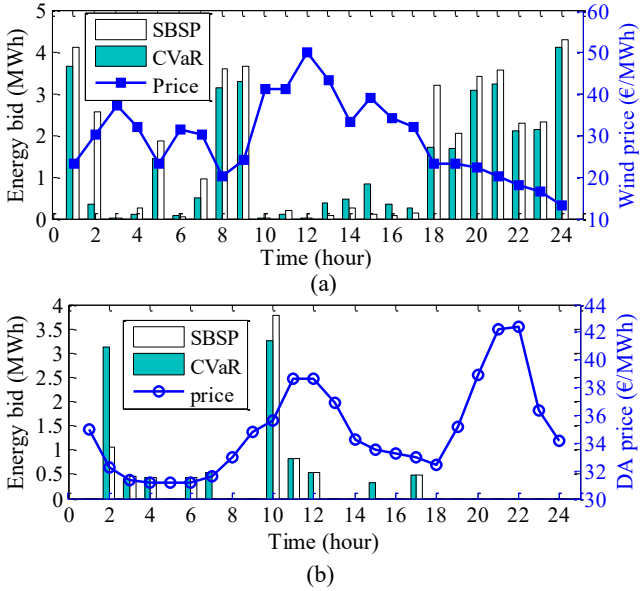 5 60
SBSP
CVaR
Price
4 50
3 40
2 30
1 20
0 10
Energy bid (MWh)
Wind price (€/MWh)
0 2 4 6 8 10 12 14 16 18 20 22 24
Time (hour)
(a)
4 44
SBSP
CVaR
price
3.5 42
3 40
2.5 38
2 36
1.5
1 34
0.5 32
0 30
Energy bid (MWh)
DA price (€/MWh)
0 2 4 6 8 10 12 14 16 18 20 22 24
Time (hour)
(b)